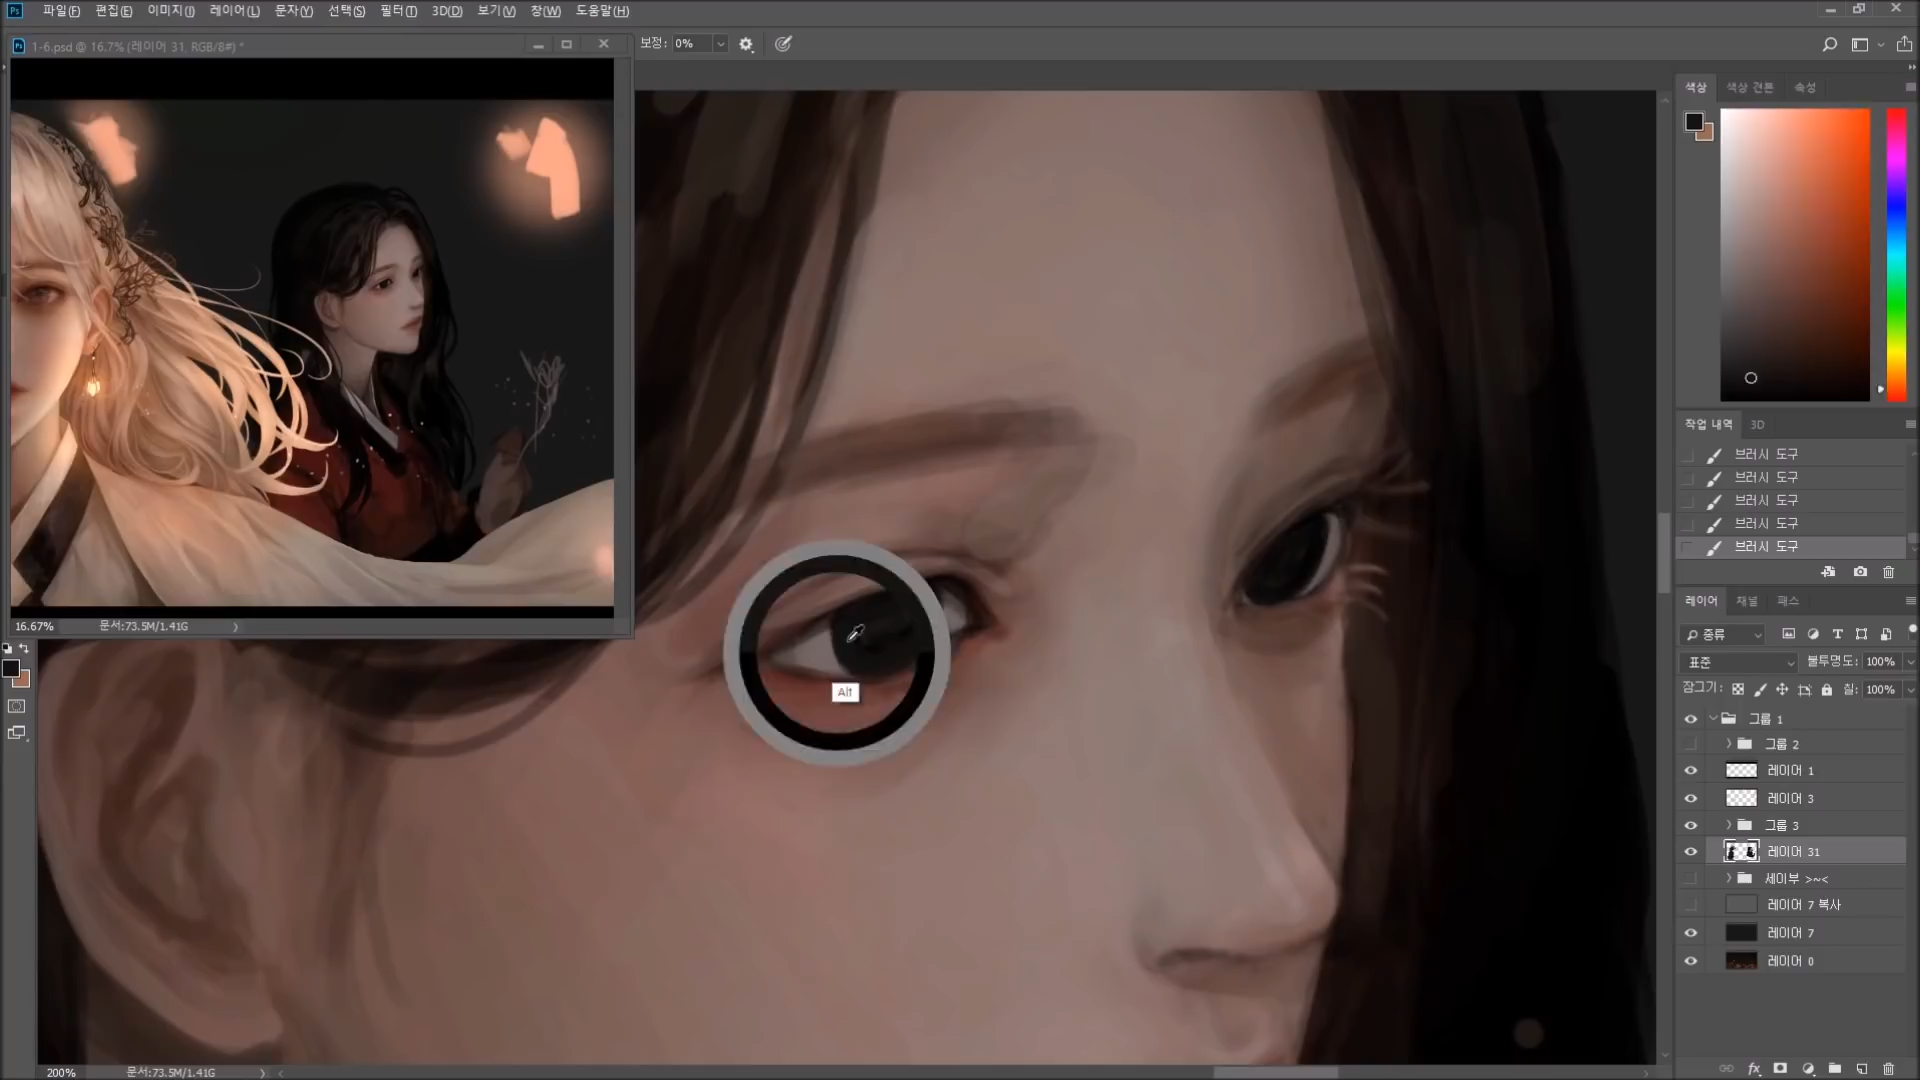 Ps 파일(F) 편집(E) 이미지(I) 레이어(L) 문자(Y) 선택(S) 필터(T) 3D(D) 보기(V) 창(W) 도움말(H)
Ps 1-6.psd @ 16.7% (레이어 31, RGB/8#) *
보정: 0%
색상 색상 견본 속성
작업 내역 3D
브러시 도구
브러시 도구
브러시 도구
브러시 도구
브러시 도구
레이어 채널 패스
16.67% 문서:73.5M/1.41G
종류
표준 불투명도: 100%
잠그기: 칠: 100%
Alt
그룹 1
그룹 2
레이어 1
레이어 3
그룹 3
레이어 31
세이부 >~<
레이어 7 복사
레이어 7
레이어 0
fx
200% 문서:73.5M/1.41G